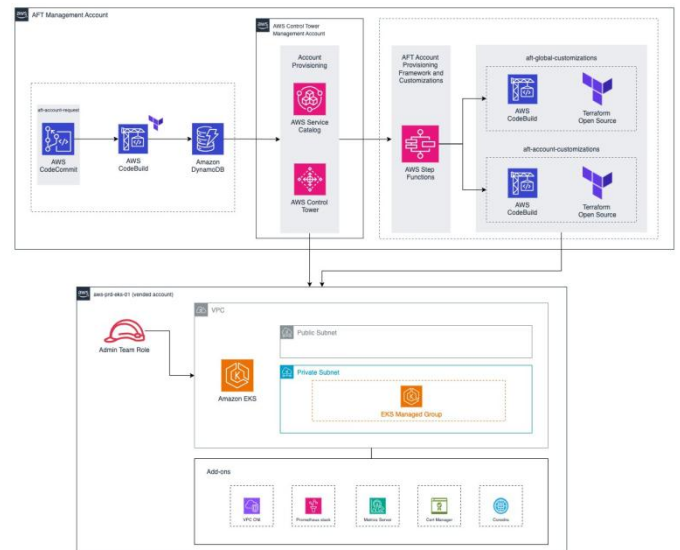 aws
AFT Management Account
aws
AWS Control Tower
Management Account
Account
Provisioning
AWS Service
Catalog
AWS Control
Tower
aft-account-request
AWS
CodeCommit
AWS
CodeBuild
Amazon
DynamoDB
AFT Account
Provisioning
Framework and
Customizations
AWS Step
Functions
aft-global-customizations
AWS
CodeBuild
Terraform
Open Source
aft-account-customizations
AWS
CodeBuild
Terraform
Open Source
aws
aws-prd-eks-01 (vended account)
Admin Team Role
VPC
Public Subnet
Amazon EKS
Private Subnet
EKS Managed Group
Add-ons
VPC CNI
Prometheus stack
Metrics Server
Cert Manager
Coredns